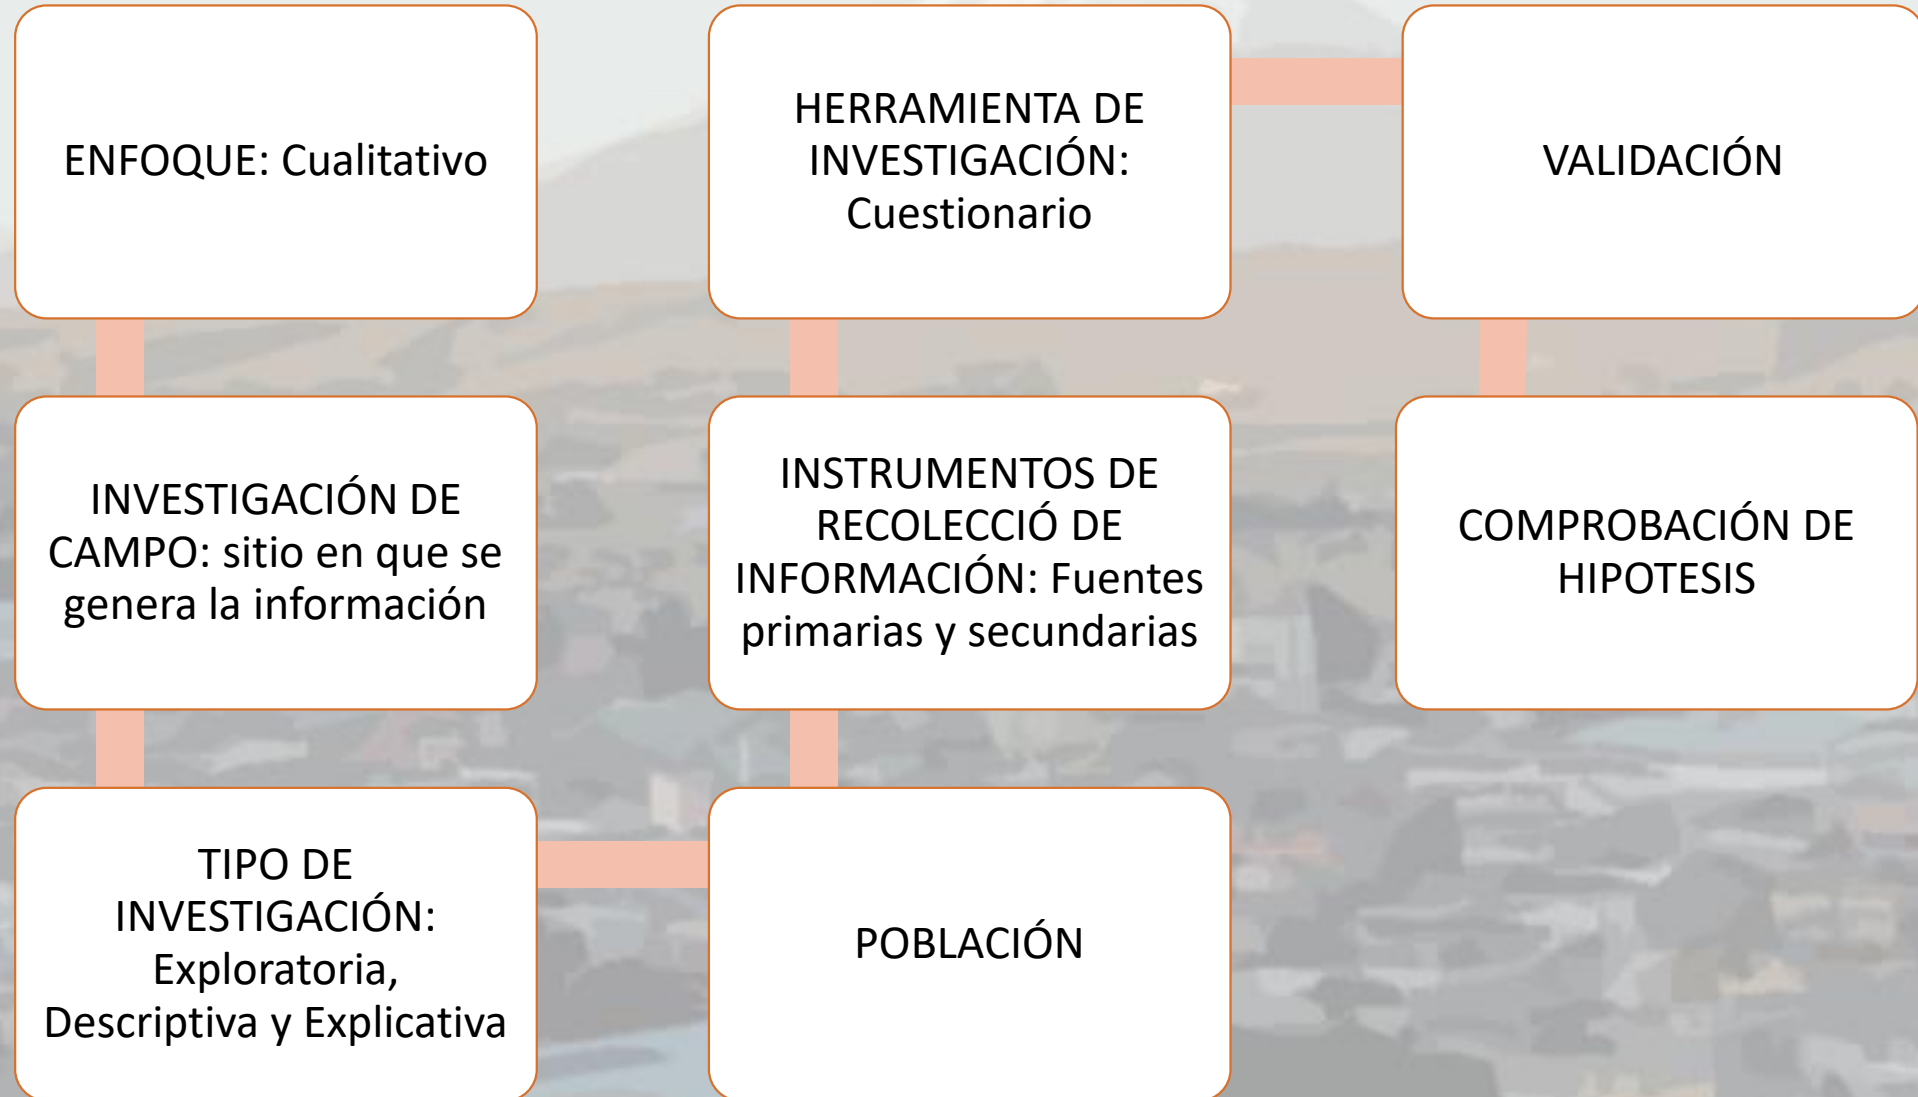 ENFOQUE: Cualitativo
INVESTIGACIÓN DE
CAMPO: sitio en que se
genera la información
TIPO DE
INVESTIGACIÓN:
Exploratoria,
Descriptiva y Explicativa
POBLACIÓN
INSTRUMENTOS DE
RECOLECCIÓ DE
INFORMACIÓN: Fuentes
primarias y secundarias
HERRAMIENTA DE
INVESTIGACIÓN:
Cuestionario
VALIDACIÓN
COMPROBACIÓN DE
HIPOTESIS